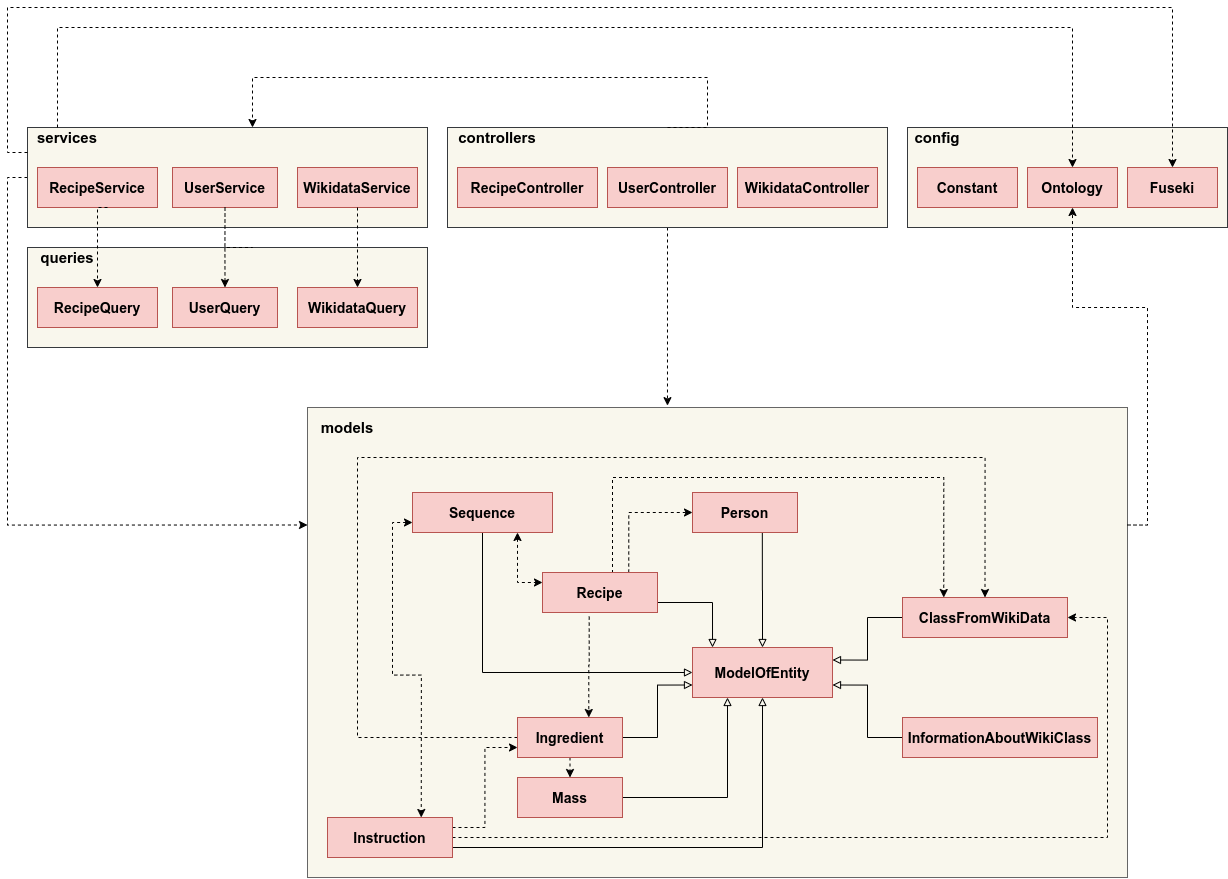 services
RecipeService
UserService
WikidataService
controllers
RecipeController
UserController
WikidataController
config
Constant
Ontology
Fuseki
queries
RecipeQuery
UserQuery
WikidataQuery
models
Sequence
Person
Recipe
ClassFromWikiData
ModelOfEntity
Ingredient
InformationAboutWikiClass
Mass
Instruction